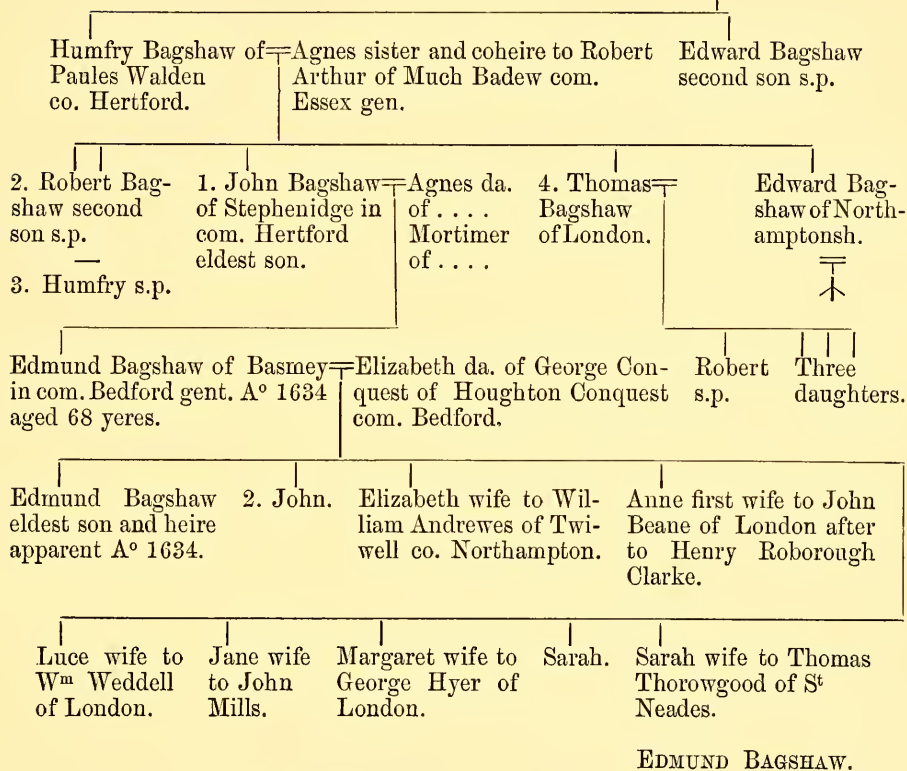 Humfry Bagshaw of
Paules Walden
co. Hertford.
Agnes sister and coheire to Robert
Arthur of Much Badew com.
Essex gen.
Edward Bagshaw
second son s.p.
2. Robert Bag-
shaw second
son s.p.
—
3. Humfry s.p.
1. John Bagshaw
of Stephenidge in
com. Hertford
eldest son.
Agnes da.
of . . . .
Mortimer
of . . . .
4. Thomas
Bagshaw
of London.
Edward Bag-
shaw of North-
amptonsh.
Edmund Bagshaw of Basmey
in com. Bedford gent. Aº 1634
aged 68 yeres.
Elizabeth da. of George Con-
quest of Houghton Conquest
com. Bedford.
Robert
s.p.
Three
daughters.
Edmund Bagshaw
eldest son and heire
apparent Aº 1634.
2. John.
Elizabeth wife to Wil-
liam Andrewes of Twi-
well co. Northampton.
Anne first wife to John
Beane of London after
to Henry Roborough
Clarke.
Luce wife to
Wᵐ Weddell
of London.
Jane wife
to John
Mills.
Margaret wife to
George Hyer of
London.
Sarah.
Sarah wife to Thomas
Thorowgood of Sᵗ
Neades.
EDMUND BAGSHAW.